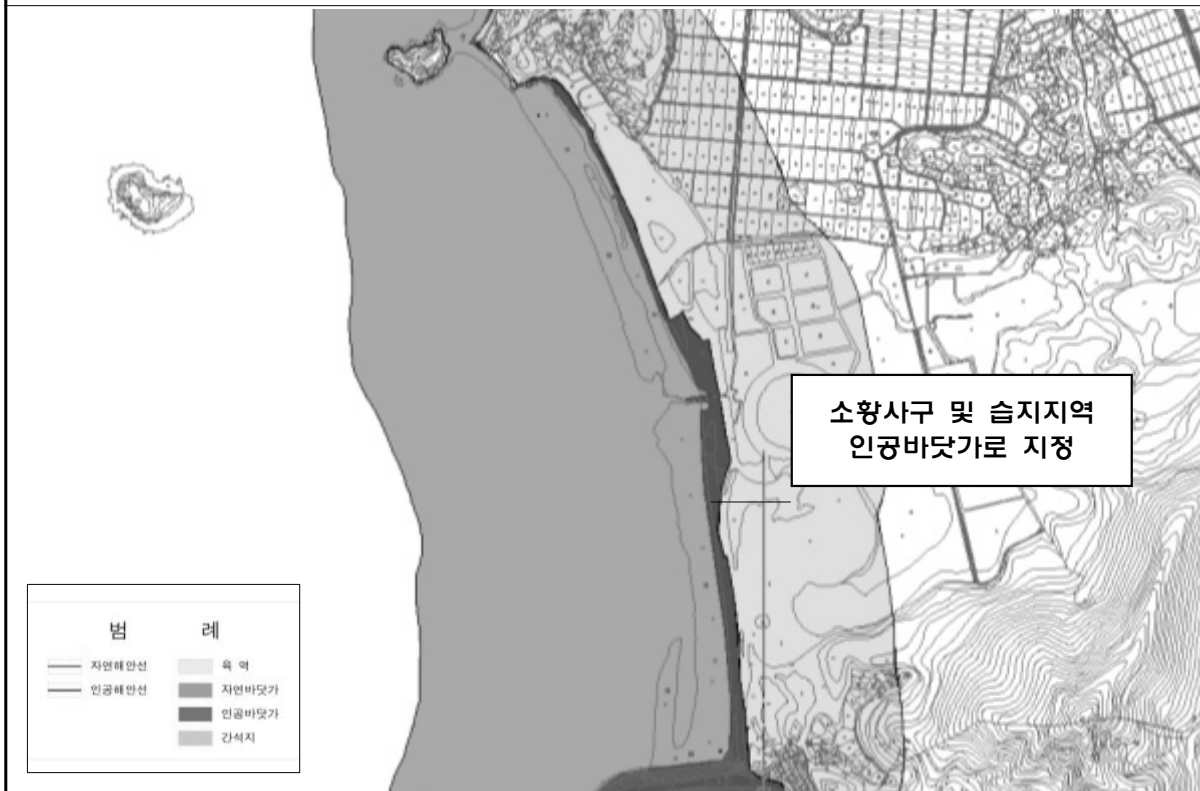 소황사구 및 습지지역
인공바닷가로 지정
범 례
자연해안선
인공해안선
육 역
자연바닷가
인공바닷가
간석지